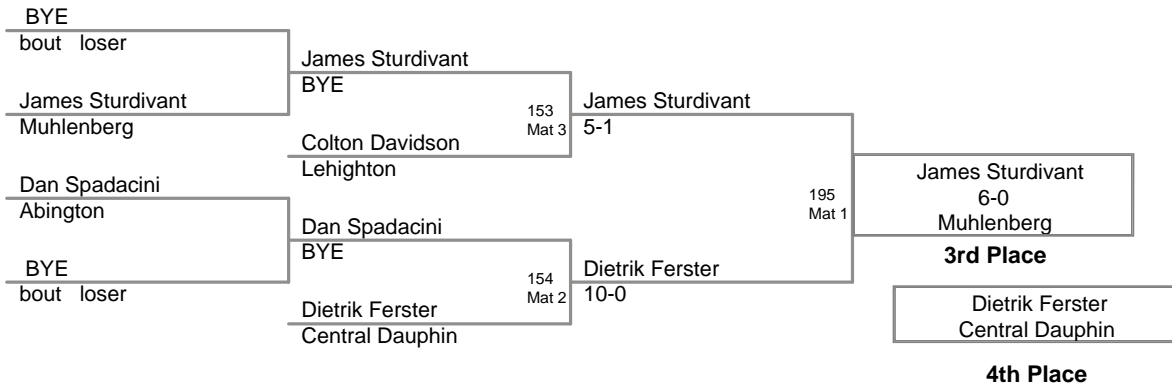 BYE
bout loser
James Sturdivant
Muhlenberg
Dan Spadacini
Abington
BYE
bout loser
James Sturdivant
BYE
Colton Davidson
Lehighton
Dan Spadacini
BYE
Dietrik Ferster
Central Dauphin
153
Mat 3
154
Mat 2
James Sturdivant
5-1
Dietrik Ferster
10-0
195
Mat 1
James Sturdivant
6-0
Muhlenberg
3rd Place
Dietrik Ferster
Central Dauphin
4th Place